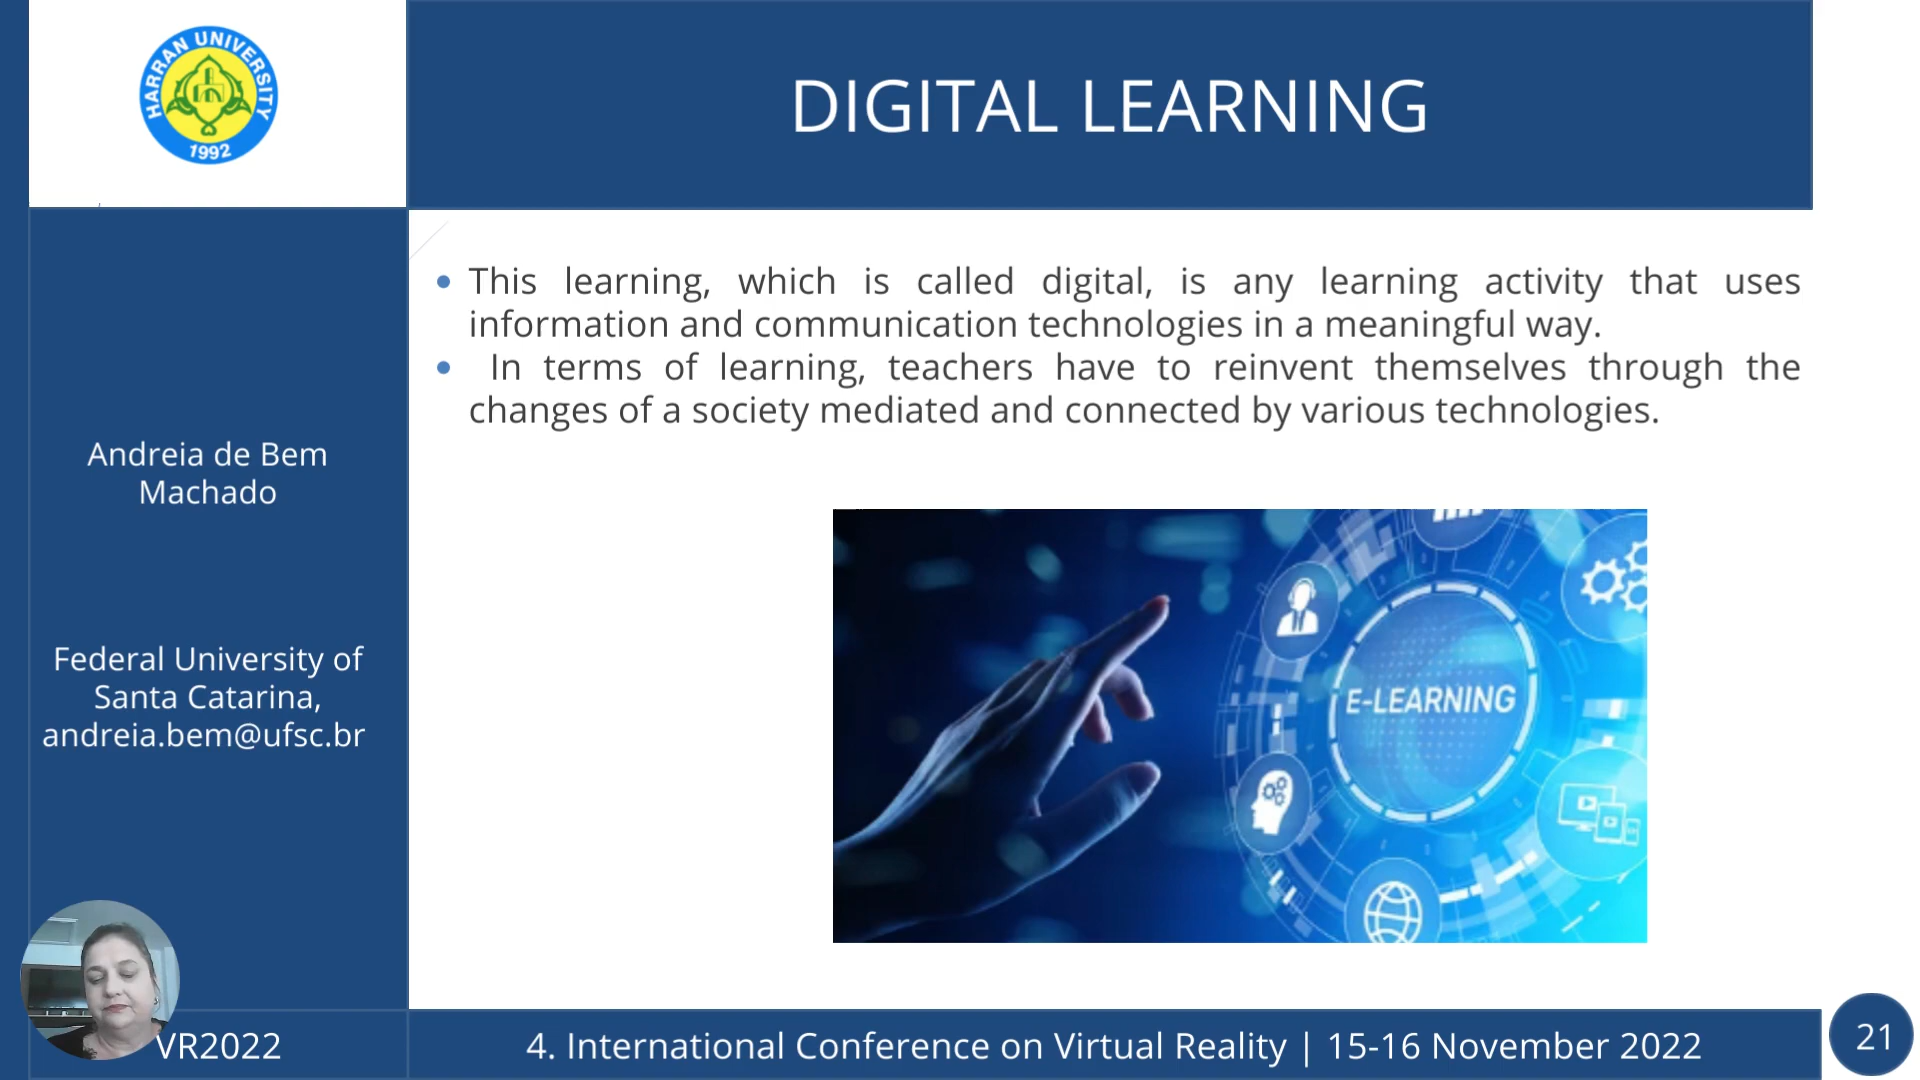 HARRAN UNIVERSITY
1992
DIGITAL LEARNING
This learning, which is called digital, is any learning activity that uses
information and communication technologies in a meaningful way.
In terms of learning, teachers have to reinvent themselves through the
changes of a society mediated and connected by various technologies.
Andreia de Bem
Machado
Federal University of
Santa Catarina,
andreia.bem@ufsc.br
E-LEARNING
VR2022
4. International Conference on Virtual Reality | 15-16 November 2022
21